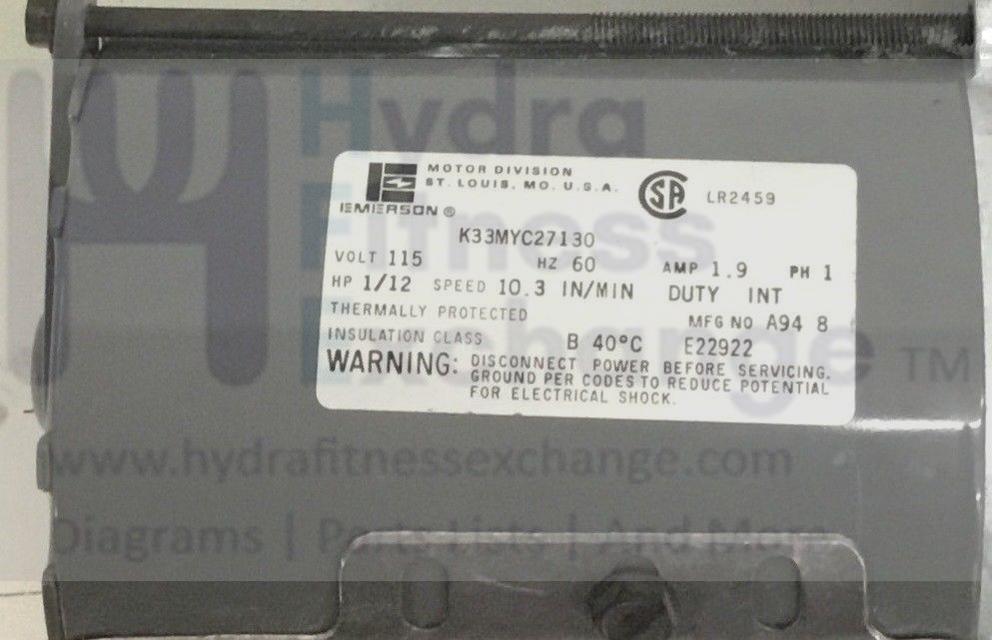 Hydra
Fitness
Exchange TM
MOTOR DIVISION
ST. LOUIS, MO. U.S.A.
EMERSON ®
CSA LR2459
K33MYC27130
VOLT 115 HZ 60 AMP 1.9 PH 1
HP 1/12 SPEED 10.3 IN/MIN DUTY INT
THERMALLY PROTECTED MFG NO A94 8
INSULATION CLASS B 40°C E22922
WARNING: DISCONNECT POWER BEFORE SERVICING.
GROUND PER CODES TO REDUCE POTENTIAL
FOR ELECTRICAL SHOCK.
www.hydrafitnessexchange.com
Diagrams | Parts Lists | And More